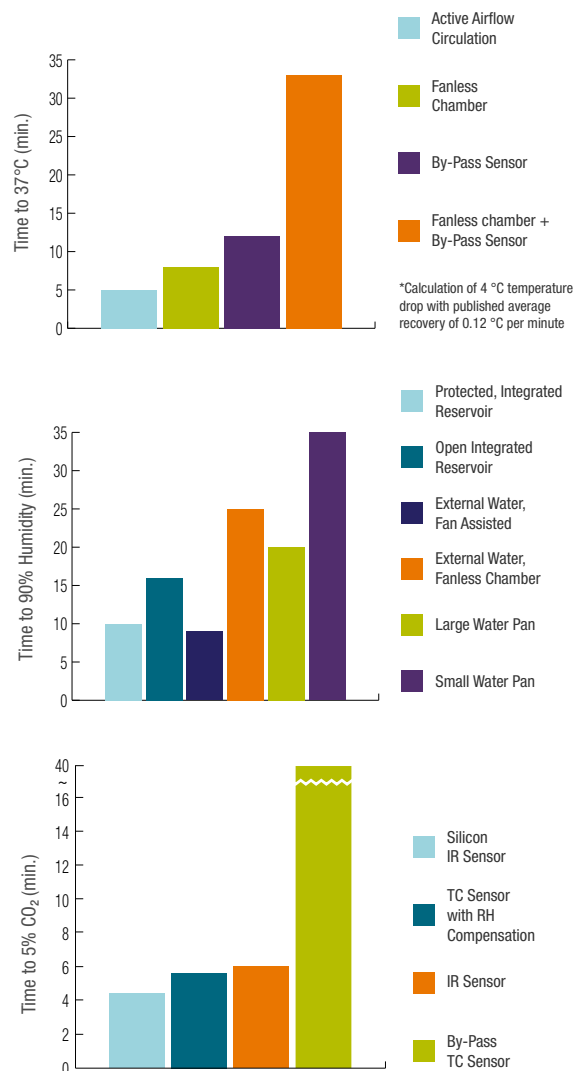 Active Airflow
Circulation
Fanless
Chamber
By-Pass Sensor
Fanless chamber +
By-Pass Sensor
*Calculation of 4 °C temperature
drop with published average
recovery of 0.12 °C per minute
Time to 37°C (min.)
35
30
25
20
15
10
5
0
Protected, Integrated
Reservoir
Open Integrated
Reservoir
External Water,
Fan Assisted
External Water,
Fanless Chamber
Large Water Pan
Small Water Pan
Time to 90% Humidity (min.)
35
30
25
20
15
10
5
0
Time to 5% CO₂ (min.)
40
~
16
14
12
10
8
6
4
2
0
Silicon
IR Sensor
TC Sensor
with RH
Compensation
IR Sensor
By-Pass
TC Sensor